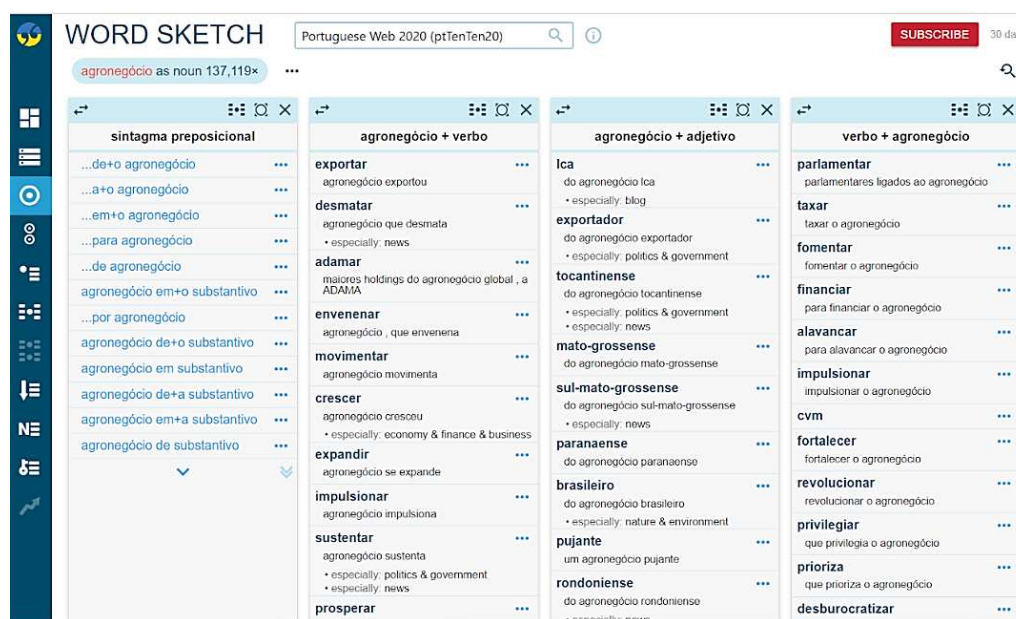 WORD SKETCH
Portuguese Web 2020 (ptTenTen20)
SUBSCRIBE
30 da
agronegócio as noun 137,119×
sintagma preposicional
...de+o agronegócio
...a+o agronegócio
...em+o agronegócio
...para agronegócio
...de agronegócio
agronegócio em+o substantivo
...por agronegócio
agronegócio de+o substantivo
agronegócio em substantivo
agronegócio de+a substantivo
agronegócio em+a substantivo
agronegócio de substantivo
agronegócio + verbo
exportar
agronegócio exportou
desmatar
agronegócio que desmata
• especially: news
adamar
maiores holdings do agronegócio global , a
ADAMA
envenenar
agronegócio , que envenena
movimentar
agronegócio movimenta
crescer
agronegócio cresceu
• especially: economy & finance & business
expandir
agronegócio se expande
impulsionar
agronegócio impulsiona
sustentar
agronegócio sustenta
• especially: politics & government
• especially: news
prosperar
agronegócio + adjetivo
lca
do agronegócio lca
• especially: blog
exportador
do agronegócio exportador
• especially: politics & government
tocantinense
do agronegócio tocantinense
• especially: politics & government
• especially: news
mato-grossense
do agronegócio mato-grossense
sul-mato-grossense
do agronegócio sul-mato-grossense
• especially: news
paranaense
do agronegócio paranaense
brasileiro
do agronegócio brasileiro
• especially: nature & environment
pujante
um agronegócio pujante
rondoniense
do agronegócio rondoniense
• especially: news
verbo + agronegócio
parlamentar
parlamentares ligados ao agronegócio
taxar
taxar o agronegócio
fomentar
fomentar o agronegócio
financiar
para financiar o agronegócio
alavancar
para alavancar o agronegócio
impulsionar
impulsionar o agronegócio
cvm
fortalecer
fortalecer o agronegócio
revolucionar
revolucionar o agronegócio
privilegiar
que privilegia o agronegócio
prioriza
que prioriza o agronegócio
desburocratizar